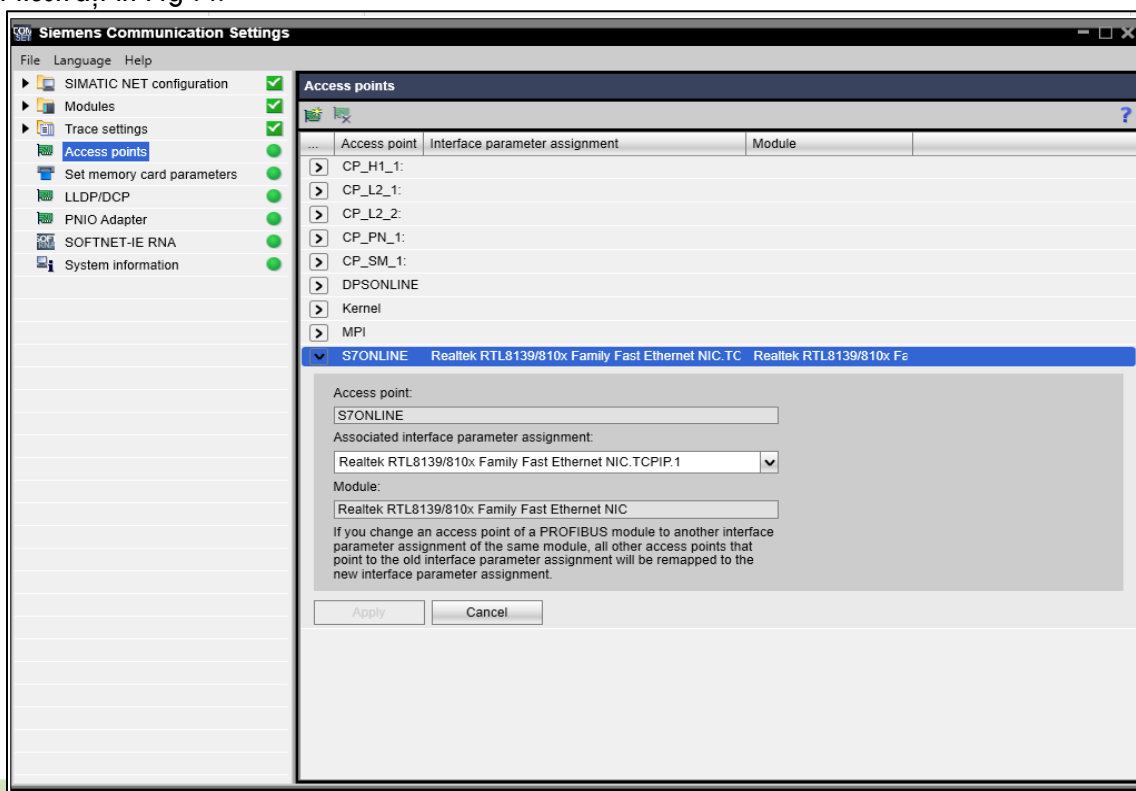 Siemens Communication Settings
File Language Help
SIMATIC NET configuration
Modules
Trace settings
Access points
Set memory card parameters
LLDP/DCP
PNIO Adapter
SOFTNET-IE RNA
System information
Access points
?
... Access point Interface parameter assignment Module
CP_H1_1:
CP_L2_1:
CP_L2_2:
CP_PN_1:
CP_SM_1:
DPSONLINE
Kernel
MPI
S7ONLINE Realtek RTL8139/810x Family Fast Ethernet NIC.TC Realtek RTL8139/810x Fa
Access point:
S7ONLINE
Associated interface parameter assignment:
Realtek RTL8139/810x Family Fast Ethernet NIC.TCPIP.1
Module:
Realtek RTL8139/810x Family Fast Ethernet NIC
If you change an access point of a PROFIBUS module to another interface
parameter assignment of the same module, all other access points that
point to the old interface parameter assignment will be remapped to the
new interface parameter assignment.
Apply Cancel